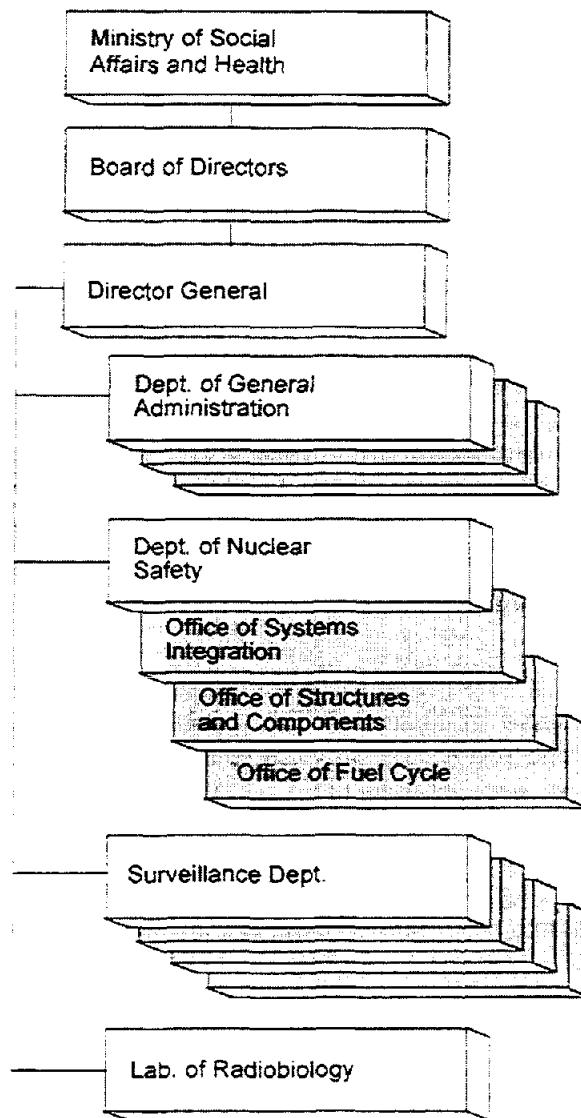 Ministry of Social
Affairs and Health
Board of Directors
Director General
Dept. of General
Administration
Dept. of Nuclear
Safety
Office of Systems
Integration
Office of Structures
and Components
Office of Fuel Cycle
Surveillance Dept.
Lab. of Radiobiology